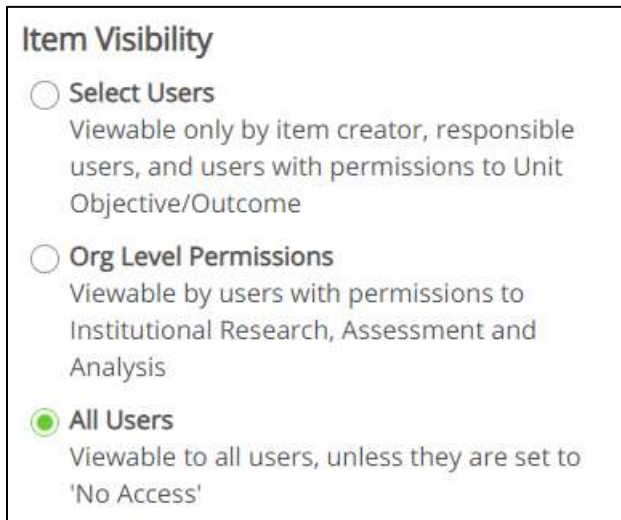 Item Visibility
Select Users
Viewable only by item creator, responsible
users, and users with permissions to Unit
Objective/Outcome
Org Level Permissions
Viewable by users with permissions to
Institutional Research, Assessment and
Analysis
All Users
Viewable to all users, unless they are set to
'No Access'